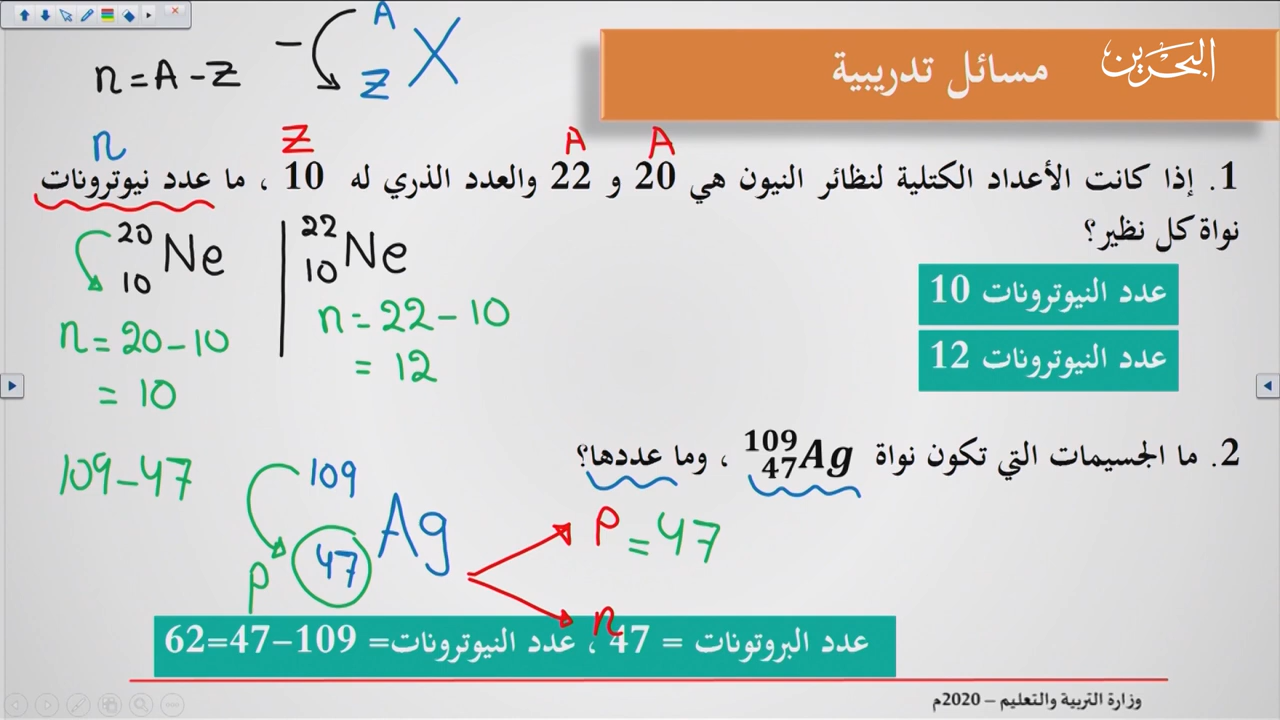 البحرين
مسائل تدريبية
n = A - Z
−
A
Z X
n
Z
A
A
1. إذا كانت الأعداد الكتلية لنظائر النيون هي 20 و 22 والعدد الذري له 10 ، ما عدد نيوترونات
نواة كل نظير؟
20
10 Ne
n = 20 - 10
= 10
22
10 Ne
n = 22 - 10
= 12
عدد النيوترونات 10
عدد النيوترونات 12
2. ما الجسيمات التي تكون نواة ¹⁰⁹₄₇Ag ، وما عددها؟
109 - 47
109
47 Ag
p
p = 47
n
عدد البروتونات = 47 ، عدد النيوترونات= 109−47=62
وزارة التربية والتعليم – 2020م